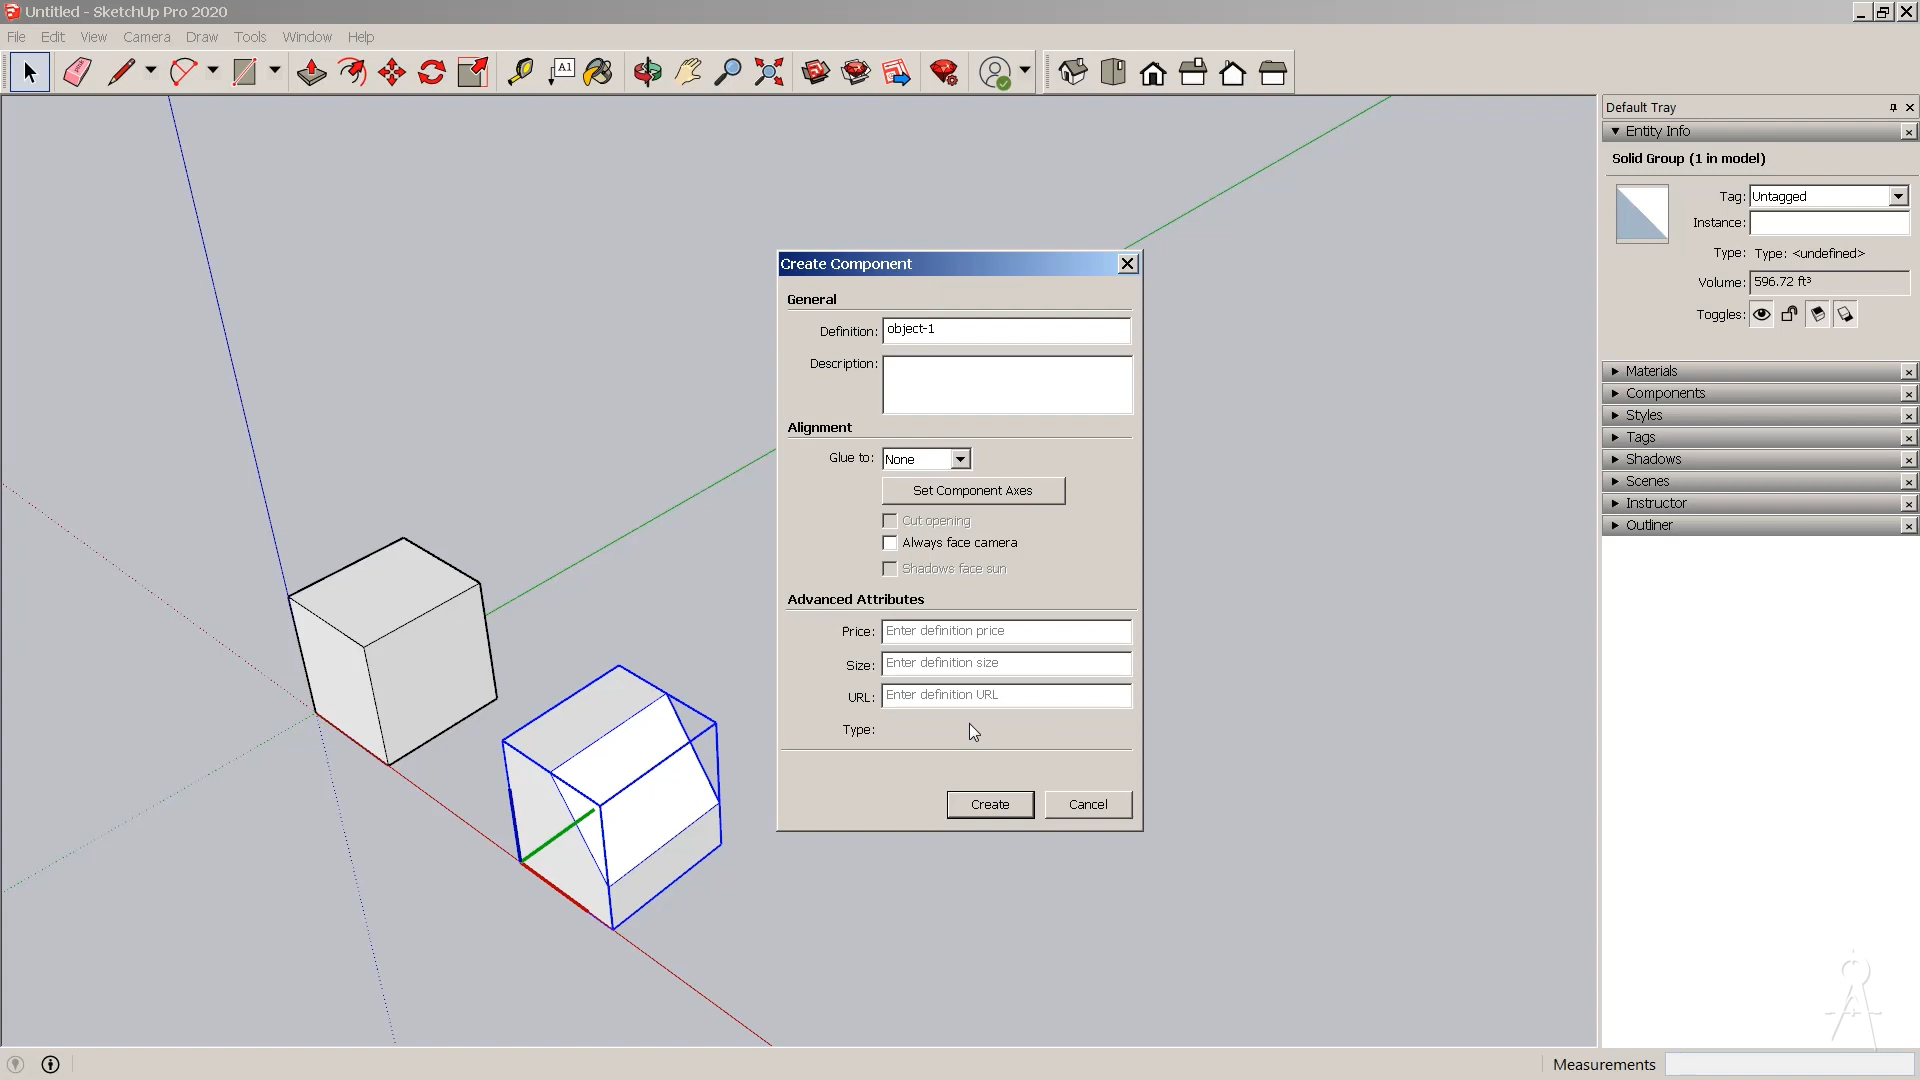 Untitled - SketchUp Pro 2020
File Edit View Camera Draw Tools Window Help
A1
Default Tray
Entity Info
Solid Group (1 in model)
Tag: Untagged
Instance:
Type: Type: <undefined>
Volume: 596.72 ft³
Toggles:
Materials
Components
Styles
Tags
Shadows
Scenes
Instructor
Outliner
Create Component
General
Definition: object-1
Description:
Alignment
Glue to: None
Set Component Axes
Cut opening
Always face camera
Shadows face sun
Advanced Attributes
Price: Enter definition price
Size: Enter definition size
URL: Enter definition URL
Type:
Create Cancel
Measurements